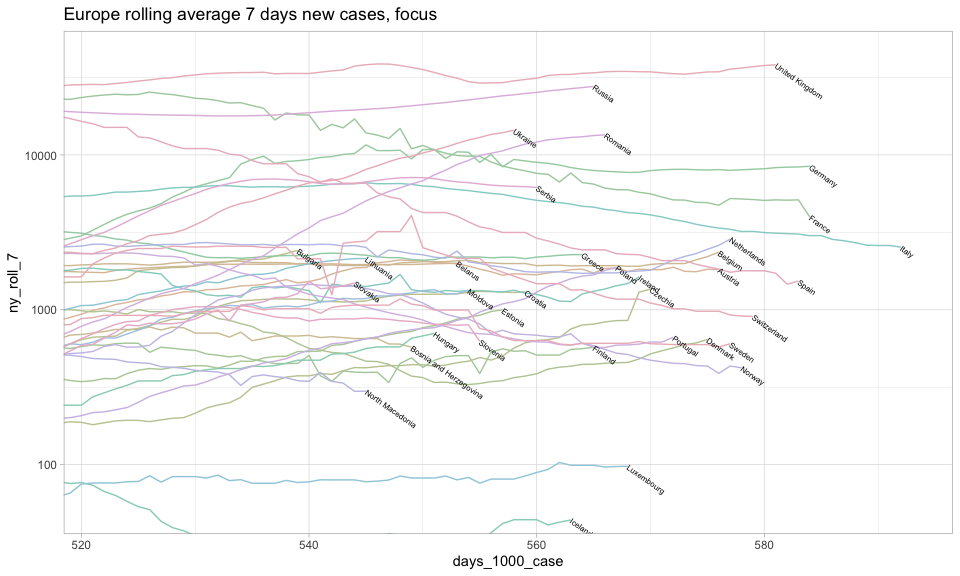 Europe rolling average 7 days new cases, focus
ny_roll_7
10000
1000
100
United Kingdom
Russia
Ukraine
Romania
Germany
Serbia
France
Italy
Netherlands
Bulgaria
Lithuania
Belarus
Greece
Belgium
Poland
Ireland
Austria
Spain
Slovakia
Moldova
Croatia
Czechia
Estonia
Switzerland
Hungary
Slovenia
Finland
Portugal
Denmark
Sweden
Bosnia and Herzegovina
Norway
North Macedonia
Luxembourg
Iceland
520
540
560
580
days_1000_case